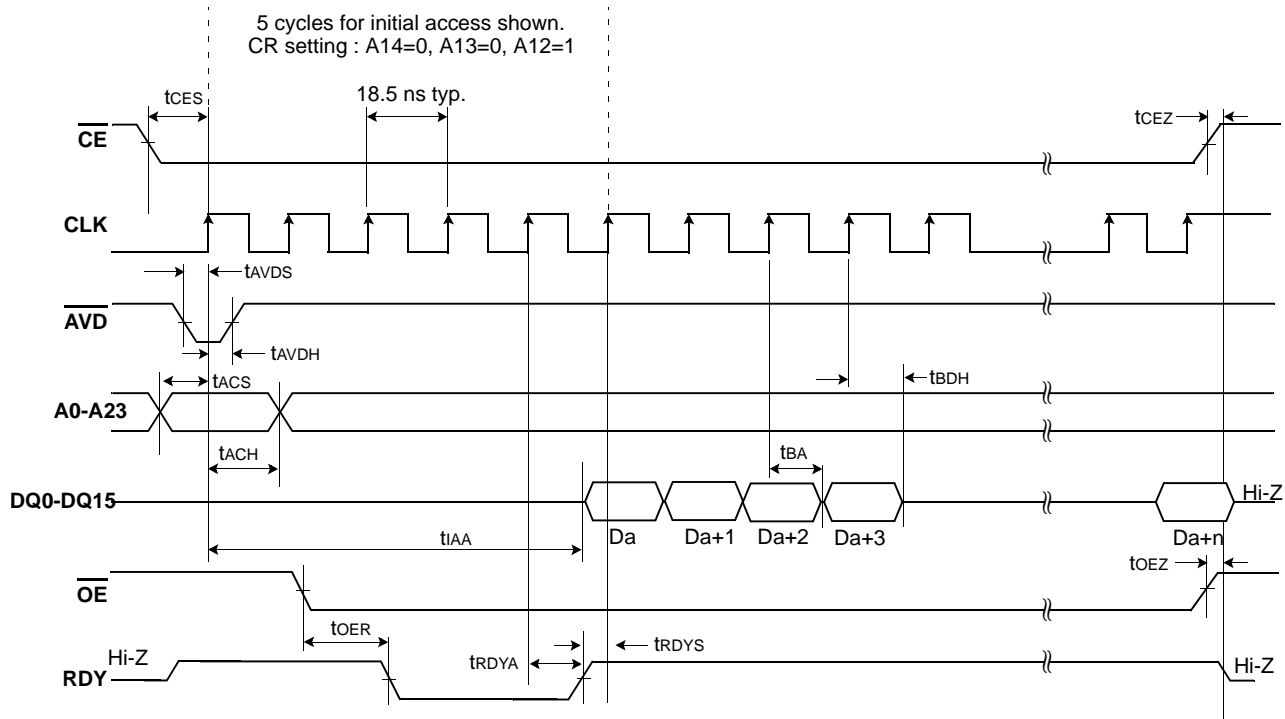 5 cycles for initial access shown.
CR setting : A14=0, A13=0, A12=1
tCES
18.5 ns typ.
tCEZ
CE
CLK
tAVDS
AVD
tAVDH
tACS
tBDH
A0-A23
tACH
tBA
DQ0-DQ15
Hi-Z
tIAA
Da
Da+1
Da+2
Da+3
Da+n
tOEZ
OE
tOER
tRDYS
Hi-Z
tRDYA
Hi-Z
RDY